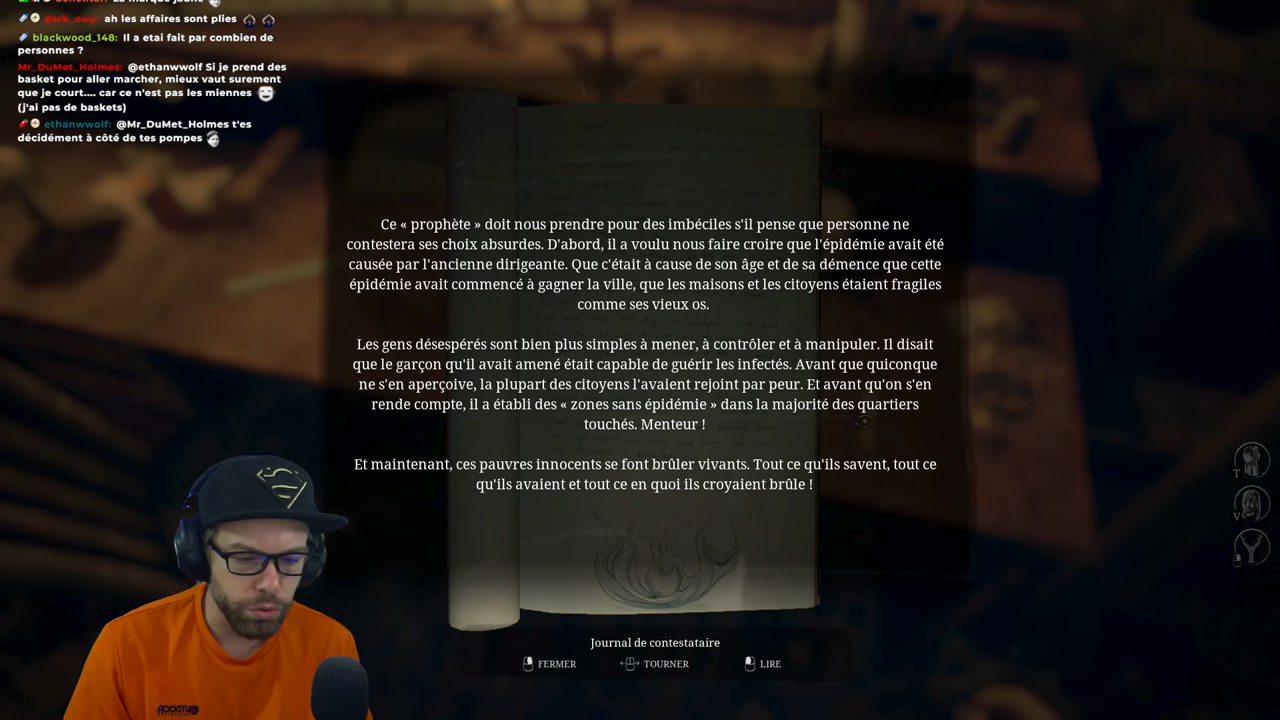 dark_owy: ah les affaires sont plies
blackwood_148: Il a etai fait par combien de
personnes ?
Mr_DuMet_Holmes: @ethanwwolf Si je prend des
basket pour aller marcher, mieux vaut surement
que je court.... car ce n'est pas les miennes
(j'ai pas de baskets)
ethanwwolf: @Mr_DuMet_Holmes t'es
décidément à côté de tes pompes
Ce « prophète » doit nous prendre pour des imbéciles s'il pense que personne ne
contestera ses choix absurdes. D'abord, il a voulu nous faire croire que l'épidémie avait été
causée par l'ancienne dirigeante. Que c'était à cause de son âge et de sa démence que cette
épidémie avait commencé à gagner la ville, que les maisons et les citoyens étaient fragiles
comme ses vieux os.
Les gens désespérés sont bien plus simples à mener, à contrôler et à manipuler. Il disait
que le garçon qu'il avait amené était capable de guérir les infectés. Avant que quiconque
ne s'en aperçoive, la plupart des citoyens l'avaient rejoint par peur. Et avant qu'on s'en
rende compte, il a établi des « zones sans épidémie » dans la majorité des quartiers
touchés. Menteur !
Et maintenant, ces pauvres innocents se font brûler vivants. Tout ce qu'ils savent, tout ce
qu'ils avaient et tout ce en quoi ils croyaient brûle !
T
V
Journal de contestataire
FERMER TOURNER LIRE